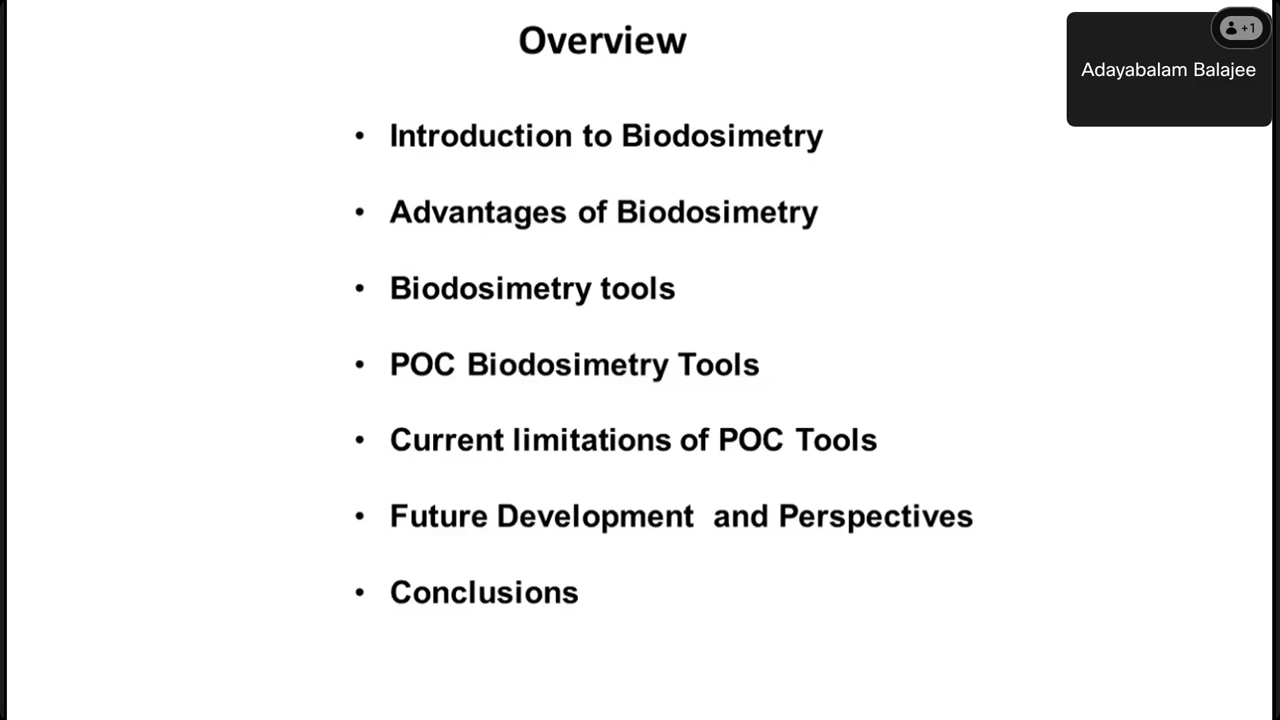 Overview
+1
Adayabalam Balajee
• Introduction to Biodosimetry
• Advantages of Biodosimetry
• Biodosimetry tools
• POC Biodosimetry Tools
• Current limitations of POC Tools
• Future Development  and Perspectives
• Conclusions